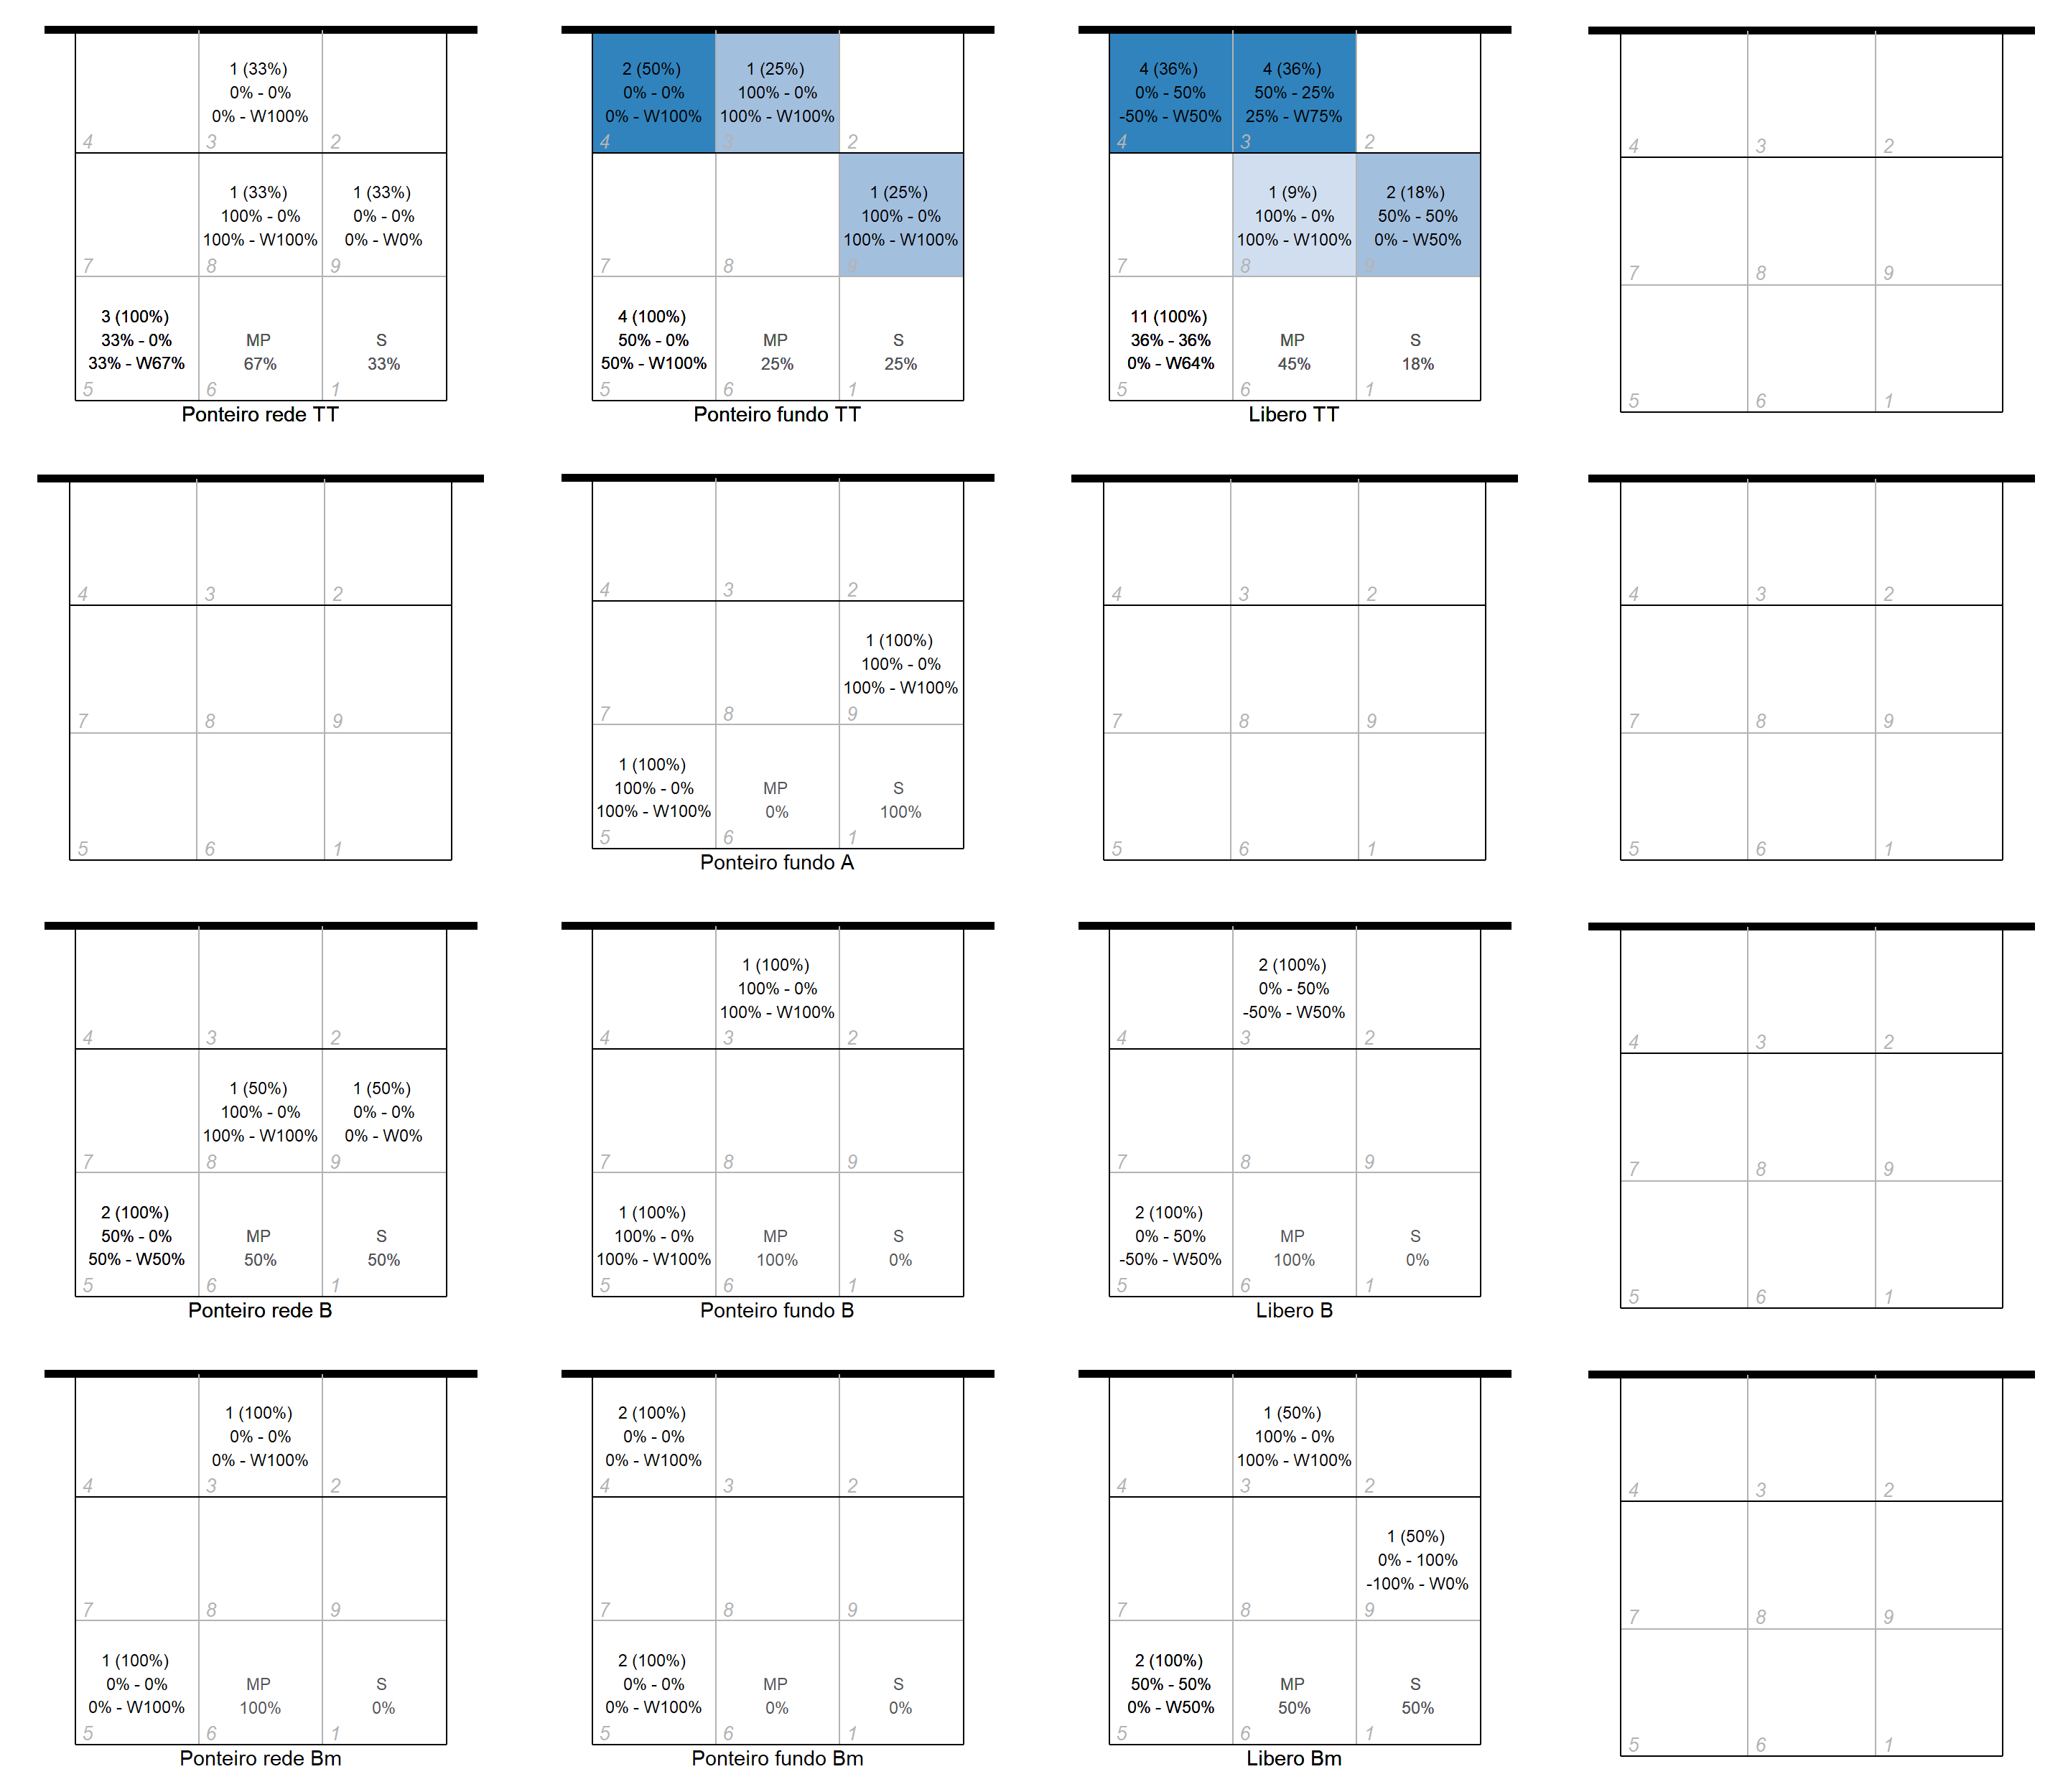 1 (33%)
0% - 0%
0% - W100%
4 3 2
1 (33%) 1 (33%)
100% - 0% 0% - 0%
100% - W100% 0% - W0%
7 8 9
3 (100%)
33% - 0% MP S
33% - W67% 67% 33%
5 6 1
Ponteiro rede TT
2 (50%) 1 (25%)
0% - 0% 100% - 0%
0% - W100% 100% - W100%
4 3 2
1 (25%)
100% - 0%
100% - W100%
7 8 9
4 (100%)
50% - 0% MP S
50% - W100% 25% 25%
5 6 1
Ponteiro fundo TT
4 (36%) 4 (36%)
0% - 50% 50% - 25%
-50% - W50% 25% - W75%
4 3 2
1 (9%) 2 (18%)
100% - 0% 50% - 50%
100% - W100% 0% - W50%
7 8 9
11 (100%)
36% - 36% MP S
0% - W64% 45% 18%
5 6 1
Libero TT
4 3 2
7 8 9
5 6 1
4 3 2
7 8 9
5 6 1
4 3 2
1 (100%)
100% - 0%
100% - W100%
7 8 9
1 (100%)
100% - 0% MP S
100% - W100% 0% 100%
5 6 1
Ponteiro fundo A
4 3 2
7 8 9
5 6 1
4 3 2
7 8 9
5 6 1
4 3 2
1 (50%) 1 (50%)
100% - 0% 0% - 0%
100% - W100% 0% - W0%
7 8 9
2 (100%)
50% - 0% MP S
50% - W50% 50% 50%
5 6 1
Ponteiro rede B
1 (100%)
100% - 0%
100% - W100%
4 3 2
7 8 9
1 (100%)
100% - 0% MP S
100% - W100% 100% 0%
5 6 1
Ponteiro fundo B
2 (100%)
0% - 50%
-50% - W50%
4 3 2
7 8 9
2 (100%)
0% - 50% MP S
-50% - W50% 100% 0%
5 6 1
Libero B
4 3 2
7 8 9
5 6 1
1 (100%)
0% - 0%
0% - W100%
4 3 2
7 8 9
1 (100%)
0% - 0% MP S
0% - W100% 100% 0%
5 6 1
Ponteiro rede Bm
2 (100%)
0% - 0%
0% - W100%
4 3 2
7 8 9
2 (100%)
0% - 0% MP S
0% - W100% 0% 0%
5 6 1
Ponteiro fundo Bm
1 (50%)
100% - 0%
100% - W100%
4 3 2
1 (50%)
0% - 100%
-100% - W0%
7 8 9
2 (100%)
50% - 50% MP S
0% - W50% 50% 50%
5 6 1
Libero Bm
4 3 2
7 8 9
5 6 1